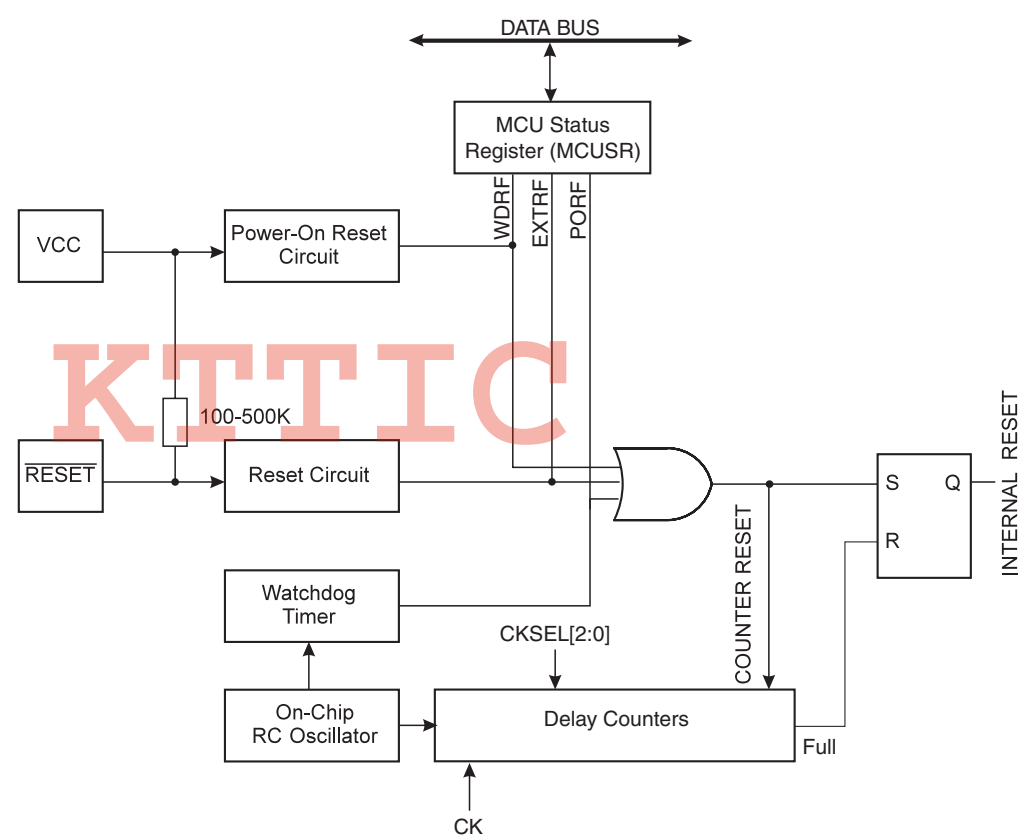 DATA BUS
MCU Status
Register (MCUSR)
WDRF
EXTRF
PORF
VCC
Power-On Reset
Circuit
KTTIC
100-500K
RESET
Reset Circuit
S
Q
R
INTERNAL RESET
Watchdog
Timer
CKSEL[2:0]
COUNTER RESET
On-Chip
RC Oscillator
Delay Counters
Full
CK